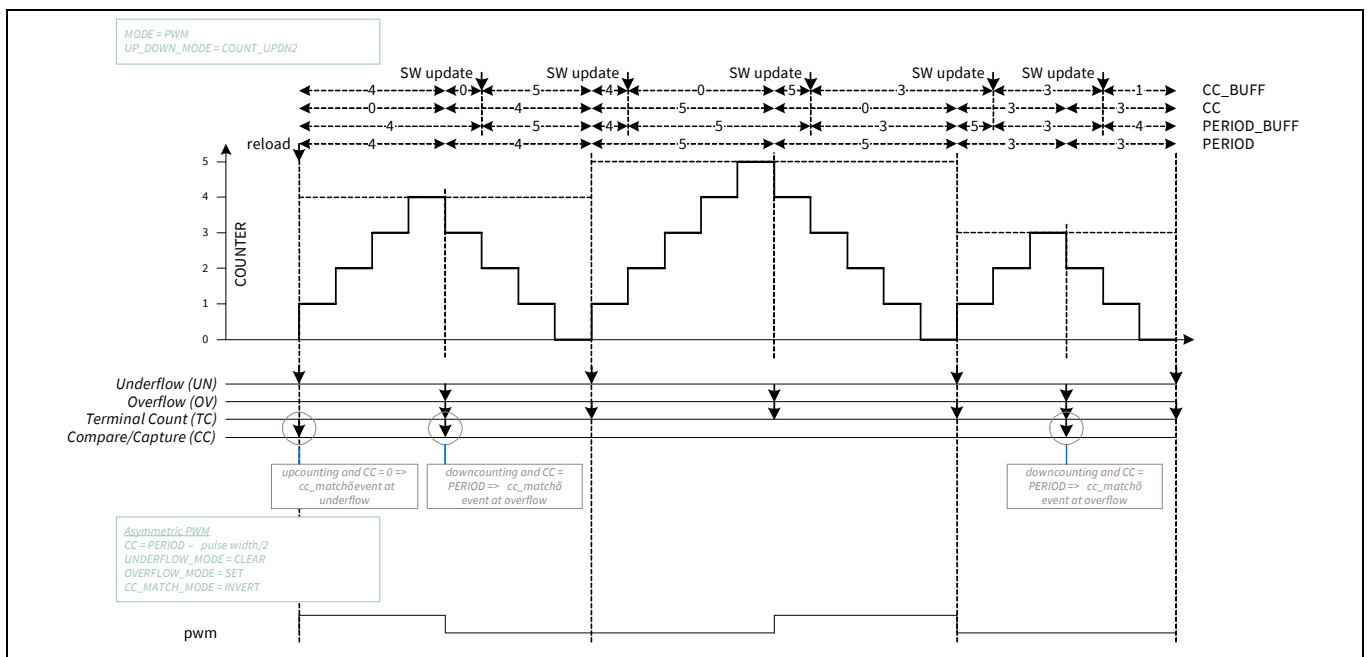 MODE = PWM
UP_DOWN_MODE = COUNT_UPDN2
SW update SW update SW update SW update SW update
4 0 5 4 0 5 3 3 1 CC_BUFF
0 4 5 0 3 3 CC
4 5 4 5 3 5 3 4 PERIOD_BUFF
reload 4 4 5 5 3 3 PERIOD
5
4
3
2
1
0
COUNTER
Underflow (UN)
Overflow (OV)
Terminal Count (TC)
Compare/Capture (CC)
upcounting and CC = 0 =>
cc_matchõevent at
underflow
downcounting and CC =
PERIOD => cc_matchõ
event at overflow
downcounting and CC =
PERIOD => cc_matchõ
event at overflow
Asymmetric PWM
CC = PERIOD – pulse width/2
UNDERFLOW_MODE = CLEAR
OVERFLOW_MODE = SET
CC_MATCH_MODE = INVERT
pwm